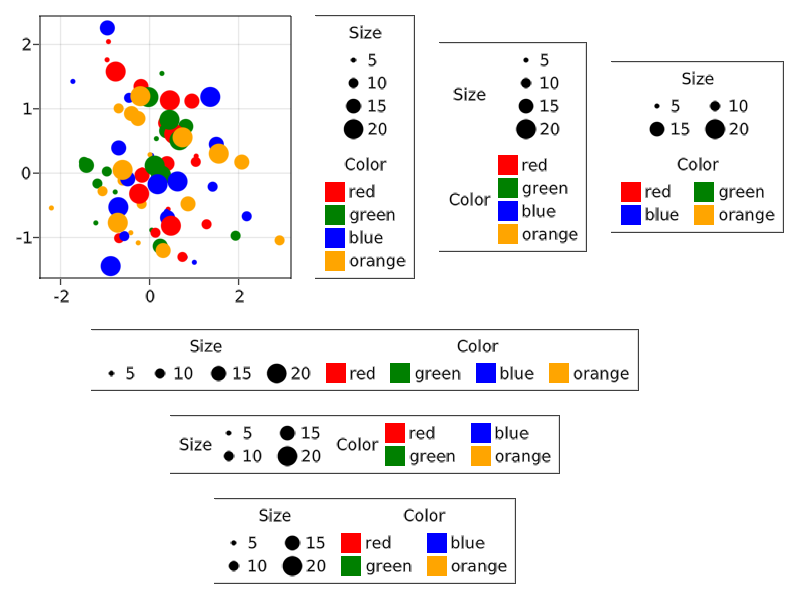 2
1
0
-1
-2 0 2
Size
5
10
15
20
Color
red
green
blue
orange
Size
5
10
15
20
Color
red
green
blue
orange
Size
5 10
15 20
Color
red green
blue orange
Size Color
5 10 15 20 red green blue orange
Size 5 15 Color red blue
10 20 green orange
Size Color
5 15 red blue
10 20 green orange